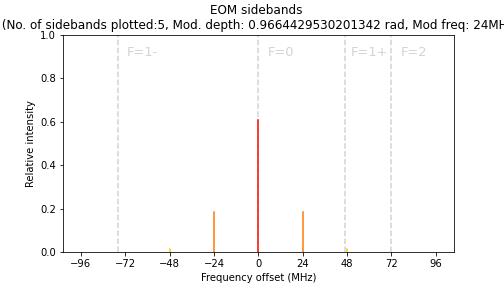 EOM sidebands
(No. of sidebands plotted:5, Mod. depth: 0.9664429530201342 rad, Mod freq: 24MH
F=1- F=0 F=1+ F=2
Relative intensity
1.0
0.8
0.6
0.4
0.2
0.0
−96 −72 −48 −24 0 24 48 72 96
Frequency offset (MHz)